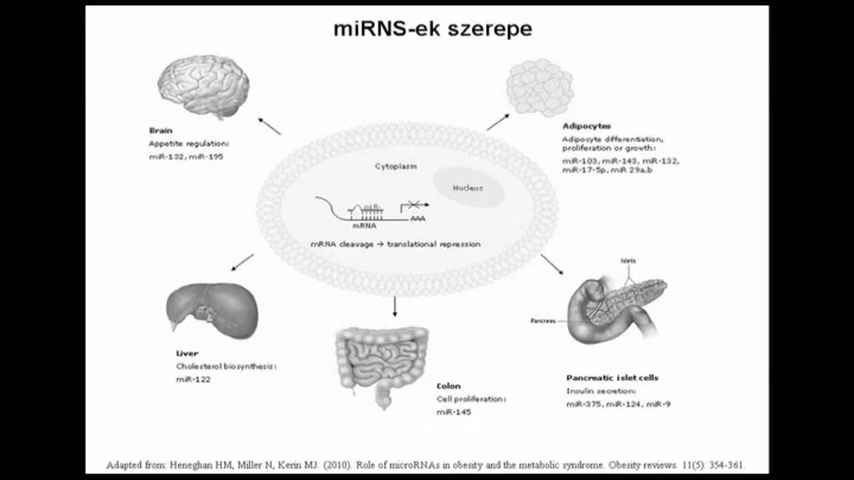 miRNS-ek szerepe
Brain
Appetite regulation:
miR-132, miR-195
Adipocytes
Adipocyte differentiation,
proliferation or growth:
miR-103, miR-143, miR-132,
miR-17-5p, miR 29a,b
Cytoplasm
Nucleus
miR-
AAA
mRNA
mRNA cleavage → translational repression
Liver
Cholesterol biosynthesis:
miR-122
Colon
Cell proliferation:
miR-145
Islets
Pancreas
Pancreatic islet cells
Insulin secretion:
miR-375, miR-124, miR-9
Adapted from: Heneghan HM, Miller N, Kerin MJ. (2010). Role of microRNAs in obesity and the metabolic syndrome. Obesity reviews. 11(5): 354-361.